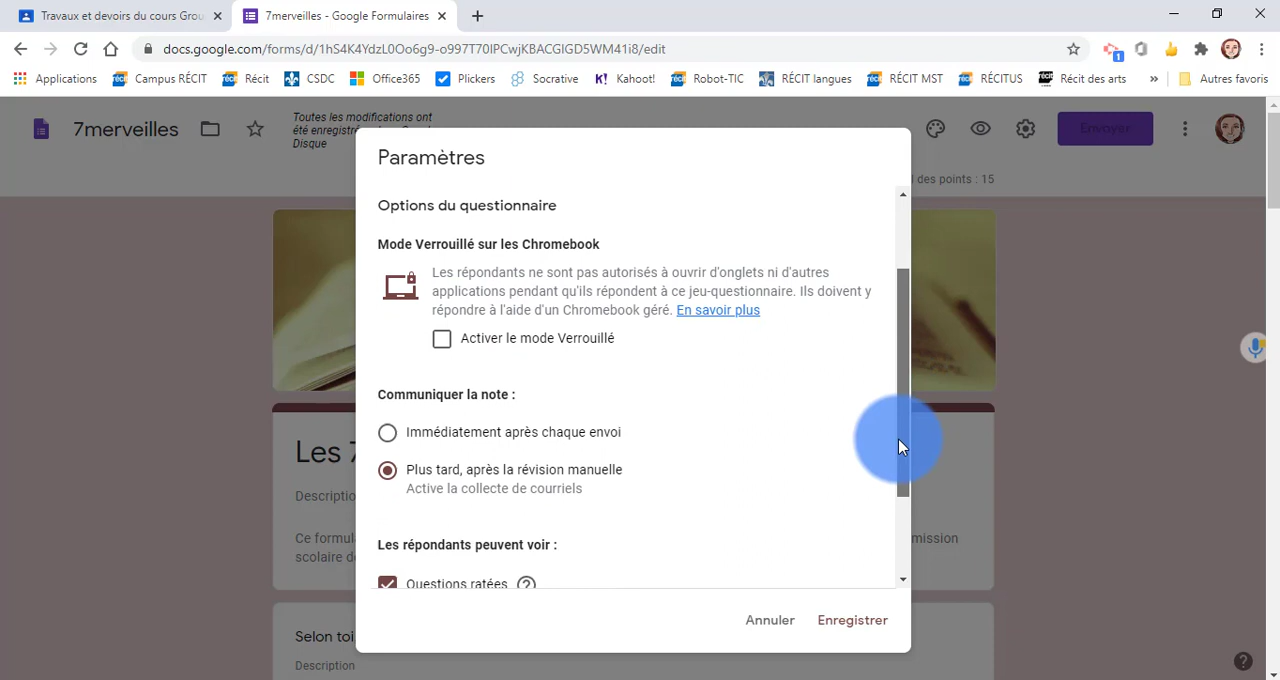 Travaux et devoirs du cours Grou
7merveilles - Google Formulaires
docs.google.com/forms/d/1hS4K4YdzL0Oo6g9-o997T70IPCwjKBACGIGD5WM41i8/edit
1
Applications
Campus RÉCIT
Récit
CSDC
Office365
Plickers
Socrative
K! Kahoot!
Robot-TIC
RÉCIT langues
RÉCIT MST
RÉCITUS
Récit des arts
»
Autres favoris
7merveilles
Toutes les modifications ont
été enregistrées
Disque
Envoyer
des points : 15
Paramètres
Options du questionnaire
Mode Verrouillé sur les Chromebook
Les répondants ne sont pas autorisés à ouvrir d'onglets ni d'autres
applications pendant qu'ils répondent à ce jeu-questionnaire. Ils doivent y
répondre à l'aide d'un Chromebook géré. En savoir plus
Activer le mode Verrouillé
Communiquer la note :
Immédiatement après chaque envoi
Plus tard, après la révision manuelle
Active la collecte de courriels
Les répondants peuvent voir :
Questions ratées
Annuler
Enregistrer
Les 7
Description
Ce formul
mission
scolaire de
Selon toi
Description